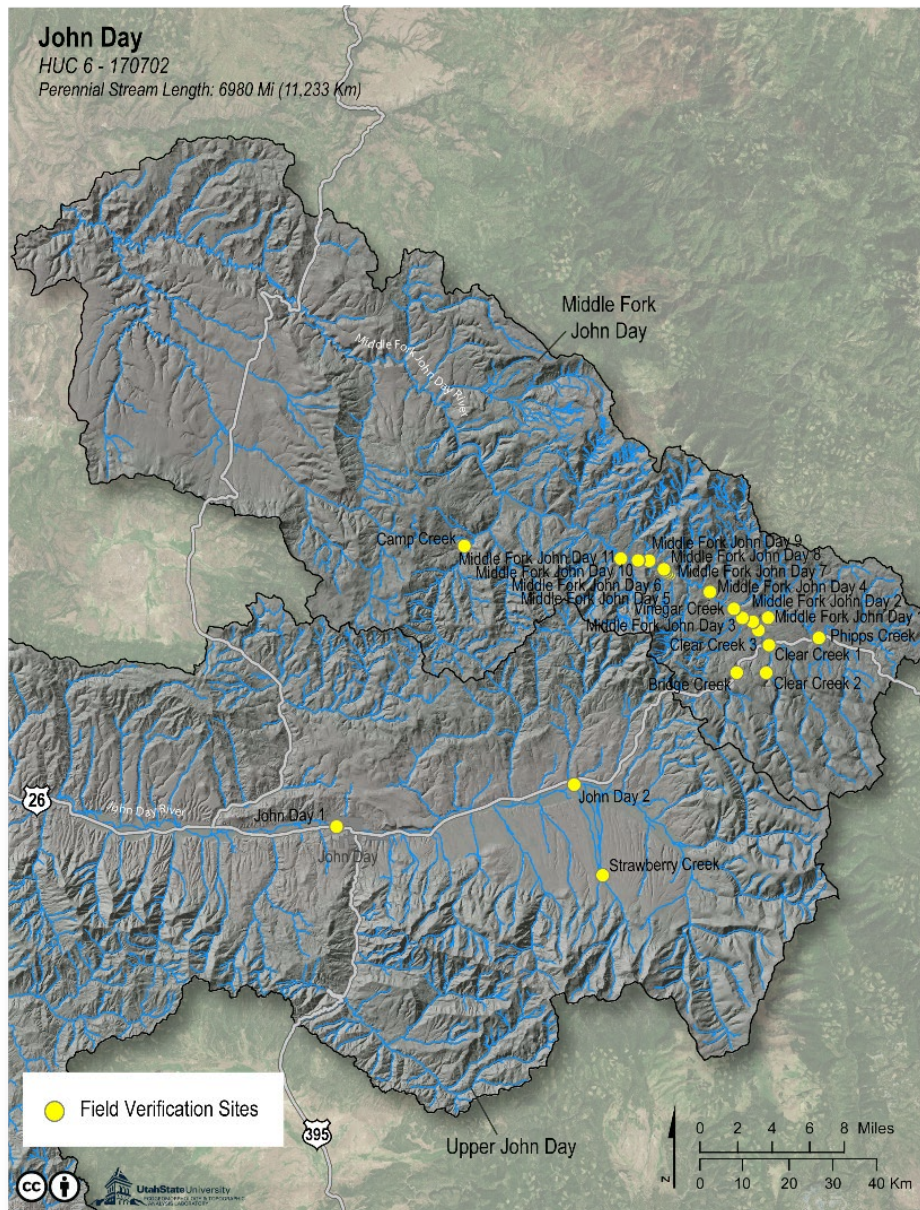 John Day
HUC 6 - 170702
Perennial Stream Length: 6980 Mi (11,233 Km)
Middle Fork
John Day
Middle Fork John Day River
Camp Creek
Middle Fork John Day 9
Middle Fork John Day 11
Middle Fork John Day 8
Middle Fork John Day 10
Middle Fork John Day 7
Middle Fork John Day 6
Middle Fork John Day 4
Middle Fork John Day 5
Middle Fork John Day 2
Vinegar Creek
Middle Fork John Day
Middle Fork John Day 3
Phipps Creek
Clear Creek 3
Clear Creek 1
Bridge Creek
Clear Creek 2
John Day 2
26
John Day River
John Day 1
John Day
Strawberry Creek
Field Verification Sites
395
Upper John Day
N
0 2 4 6 8 Miles
0 10 20 30 40 Km
cc
UtahStateUniversity
ANALYSIS LABORATORY